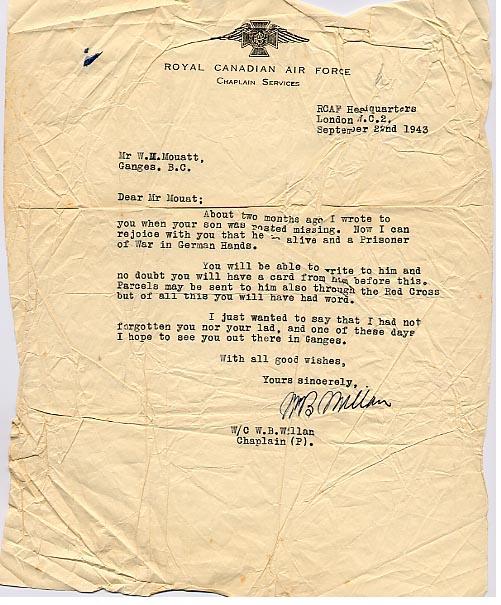 ROYAL CANADIAN AIR FORCE
CHAPLAIN SERVICES
RCAF Headquarters
London W.C.2.
September 22nd 1943
Mr W.M.Mouatt,
Ganges. B.C.
Dear Mr Mouat;
About two months ago I wrote to
you when your son was posted missing. Now I can
rejoice with you that he alive and a Prisoner
of War in German Hands.
You will be able to write to him and
no doubt you will have a card from him before this.
Parcels may be sent to him also through the Red Cross
but of all this you will have had word.
I just wanted to say that I had not
forgotten you nor your lad, and one of these days
I hope to see you out there in Ganges.
With all good wishes,
Yours sincerely,
WB Willan
W/C W.B.Willan
Chaplain (P).